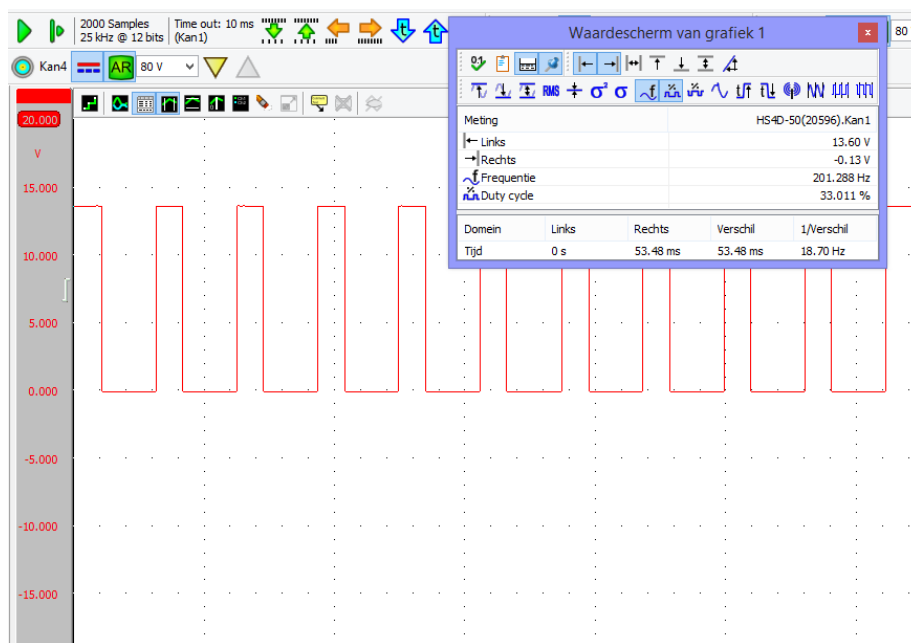 2000 Samples
25 kHz @ 12 bits
Time out: 10 ms
(Kan1)
80
Kan4
AR
80 V
Waardescherm van grafiek 1
x
RMS
σ²
σ
f
Meting HS4D-50(20596).Kan1
Links 13.60 V
Rechts -0.13 V
Frequentie 201.288 Hz
Duty cycle 33.011 %
Domein Links Rechts Verschil 1/Verschil
Tijd 0 s 53.48 ms 53.48 ms 18.70 Hz
20.000
V
15.000
10.000
5.000
0.000
-5.000
-10.000
-15.000